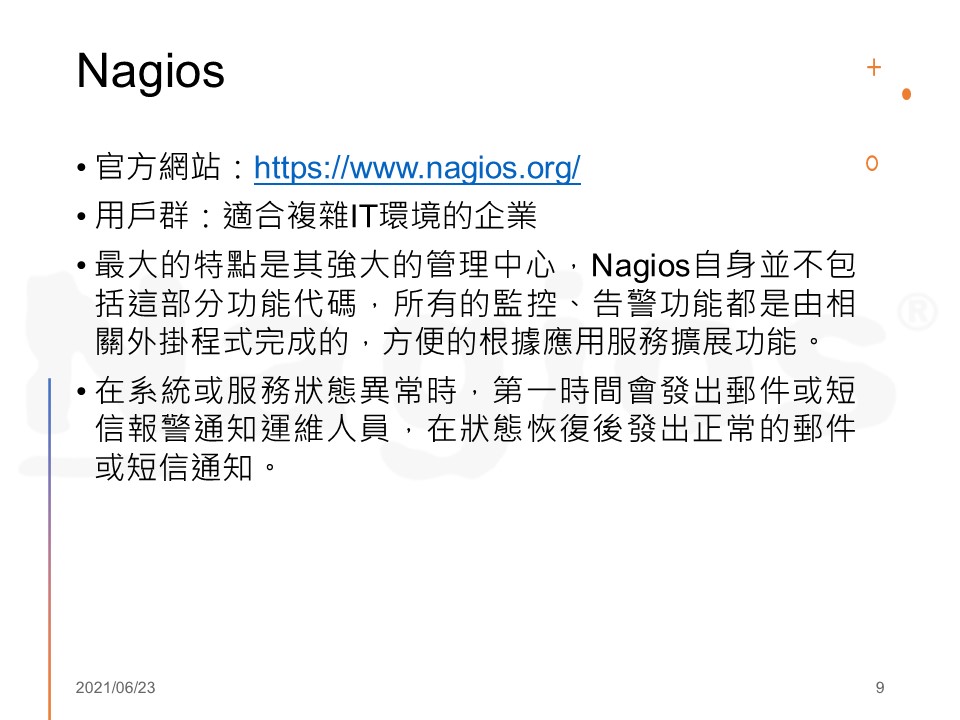 Nagios
• 官方網站：https://www.nagios.org/
• 用戶群：適合複雜IT環境的企業
• 最大的特點是其強大的管理中心，Nagios自身並不包
括這部分功能代碼，所有的監控、告警功能都是由相
關外掛程式完成的，方便的根據應用服務擴展功能。
• 在系統或服務狀態異常時，第一時間會發出郵件或短
信報警通知運維人員，在狀態恢復後發出正常的郵件
或短信通知。
Nagios®
2021/06/23
9